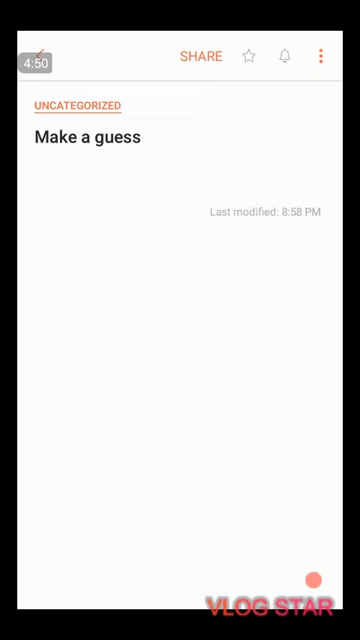 4:50
SHARE
UNCATEGORIZED
Make a guess
Last modified: 8:58 PM
VLOG STAR